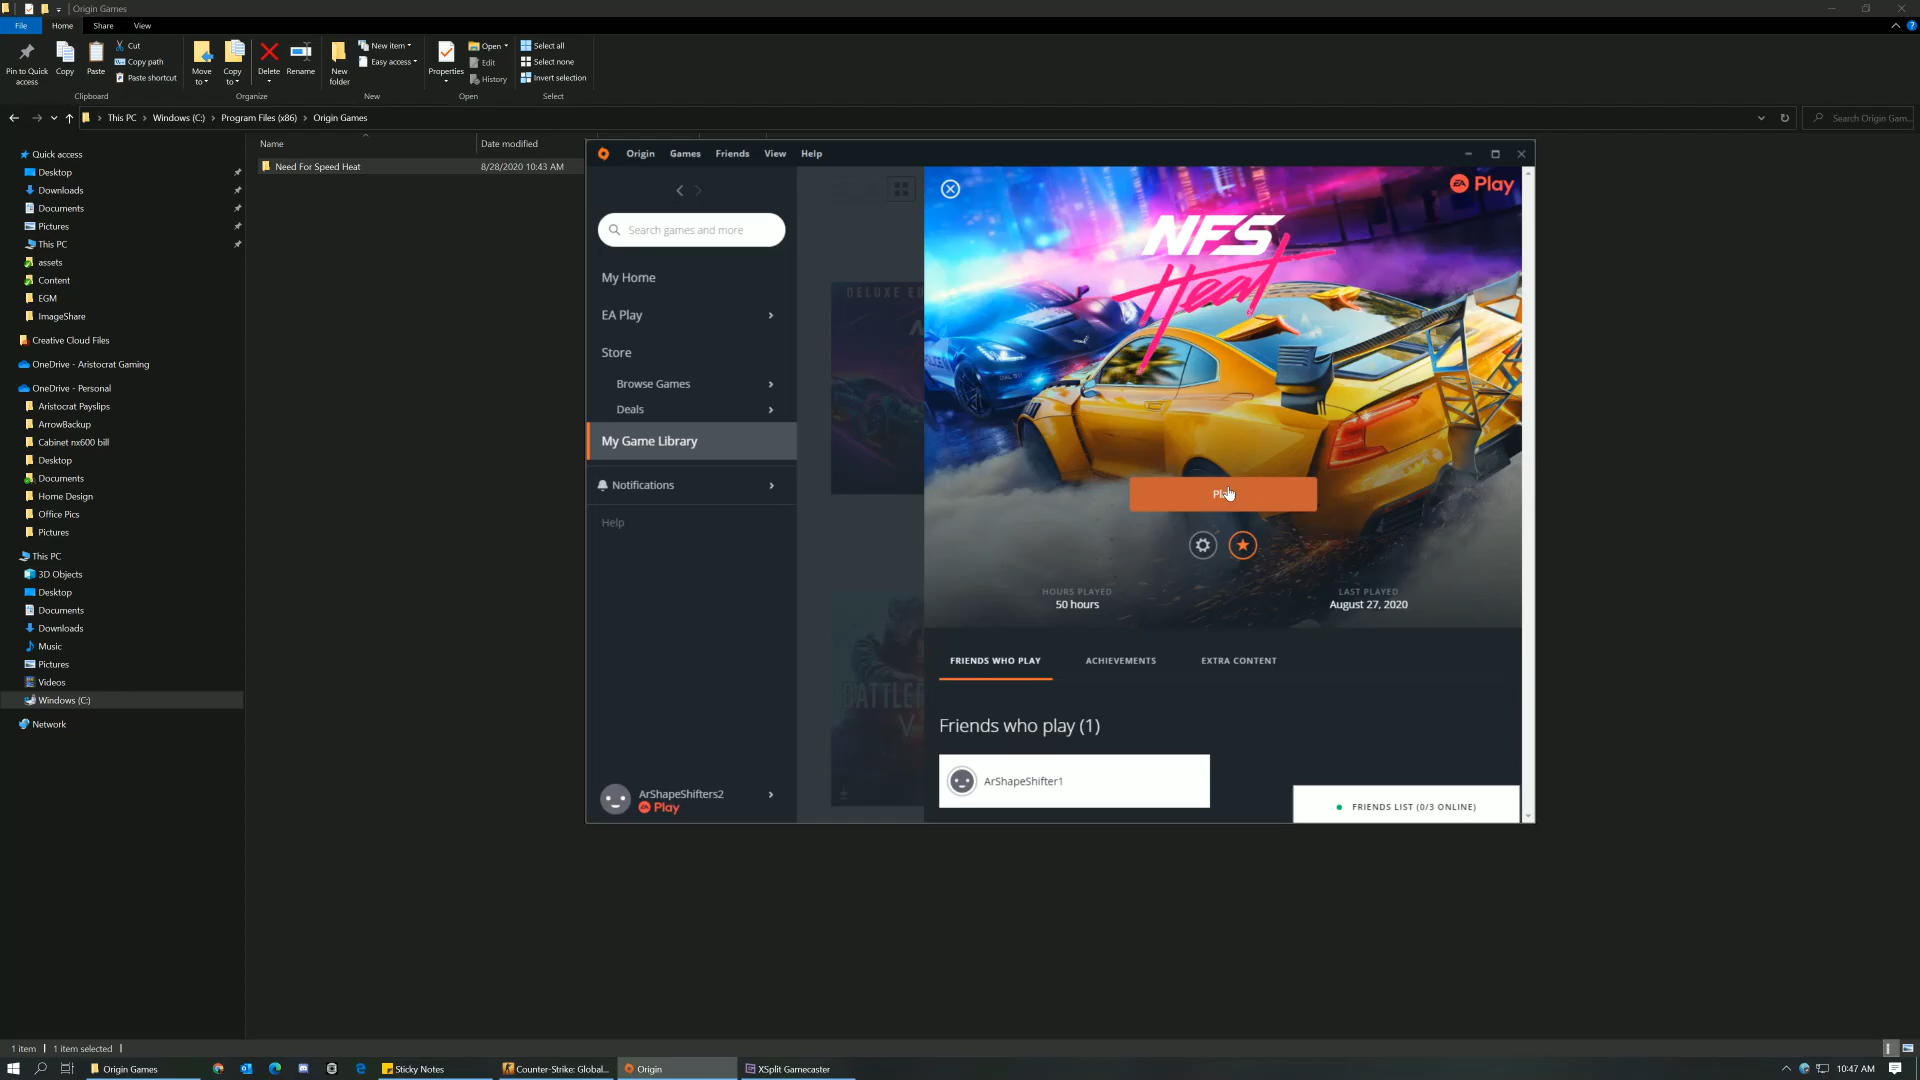 Origin Games
File Home Share View
Pin to Quick access
Copy
Paste
Cut
Copy path
Paste shortcut
Clipboard
Move to
Copy to
Delete
Rename
Organize
New folder
New item
Easy access
New
Properties
Open
Edit
History
Open
Select all
Select none
Invert selection
Select
This PC > Windows (C:) > Program Files (x86) > Origin Games
Search Origin Gam...
Name Date modified
Need For Speed Heat 8/28/2020 10:43 AM
Quick access
Desktop
Downloads
Documents
Pictures
This PC
assets
Content
EGM
ImageShare
Creative Cloud Files
OneDrive - Aristocrat Gaming
OneDrive - Personal
Aristocrat Payslips
ArrowBackup
Cabinet nx600 bill
Desktop
Documents
Home Design
Office Pics
Pictures
This PC
3D Objects
Desktop
Documents
Downloads
Music
Pictures
Videos
Windows (C:)
Network
Origin Games Friends View Help
Search games and more
My Home
EA Play
Store
Browse Games
Deals
My Game Library
Notifications
Help
ArShapeShifters2
EA Play
DELUXE ED
BATTLEF
V
EA Play
NFS
Heat
HOURS PLAYED
50 hours
LAST PLAYED
August 27, 2020
FRIENDS WHO PLAY ACHIEVEMENTS EXTRA CONTENT
Friends who play (1)
ArShapeShifter1
FRIENDS LIST (0/3 ONLINE)
1 item 1 item selected
Origin Games
Sticky Notes
Counter-Strike: Global...
Origin
XSplit Gamecaster
10:47 AM